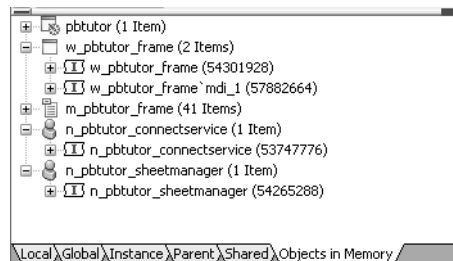 pbtutor (1 Item)
w_pbtutor_frame (2 Items)
w_pbtutor_frame (54301928)
w_pbtutor_frame`mdi_1 (57882664)
m_pbtutor_frame (41 Items)
n_pbtutor_connectservice (1 Item)
n_pbtutor_connectservice (53747776)
n_pbtutor_sheetmanager (1 Item)
n_pbtutor_sheetmanager (54265288)
Local Global Instance Parent Shared Objects in Memory